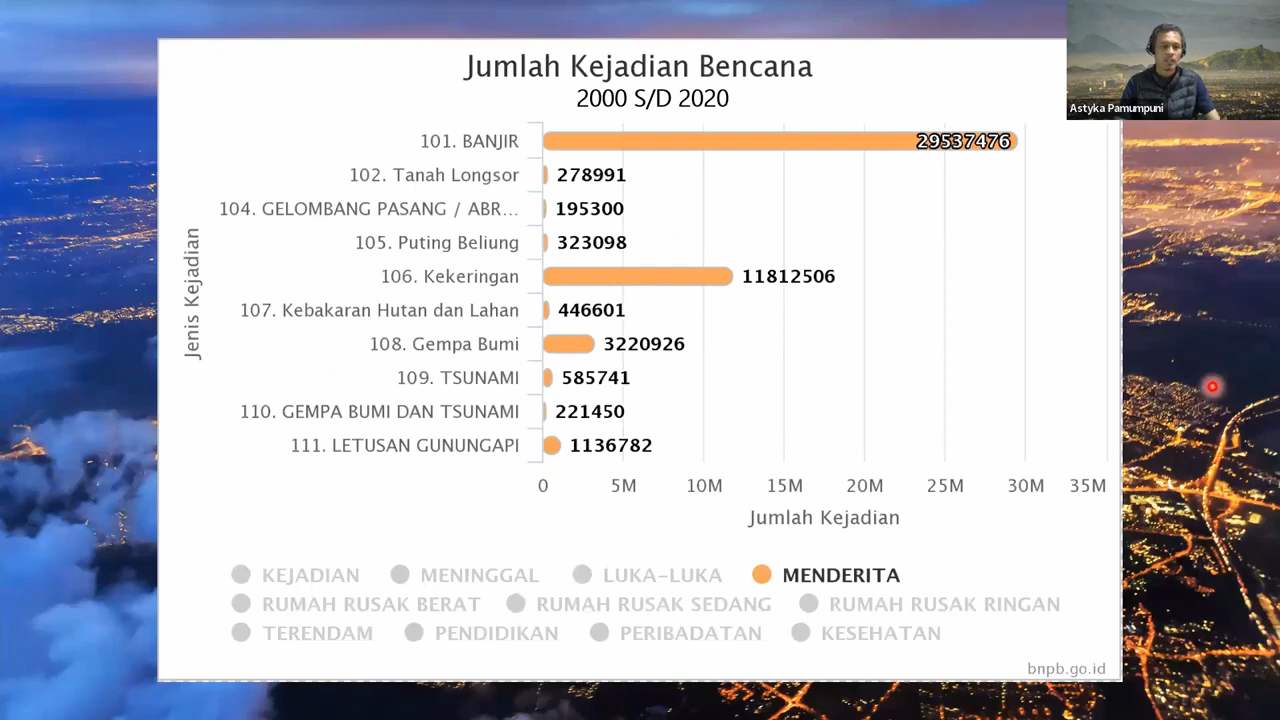 Jumlah Kejadian Bencana
2000 S/D 2020
Astyka Pamumpuni
Jenis Kejadian
101. BANJIR 29537476
102. Tanah Longsor 278991
104. GELOMBANG PASANG / ABR... 195300
105. Puting Beliung 323098
106. Kekeringan 11812506
107. Kebakaran Hutan dan Lahan 446601
108. Gempa Bumi 3220926
109. TSUNAMI 585741
110. GEMPA BUMI DAN TSUNAMI 221450
111. LETUSAN GUNUNGAPI 1136782
0 5M 10M 15M 20M 25M 30M 35M
Jumlah Kejadian
KEJADIAN MENINGGAL LUKA-LUKA MENDERITA
RUMAH RUSAK BERAT RUMAH RUSAK SEDANG RUMAH RUSAK RINGAN
TERENDAM PENDIDIKAN PERIBADATAN KESEHATAN
bnpb.go.id